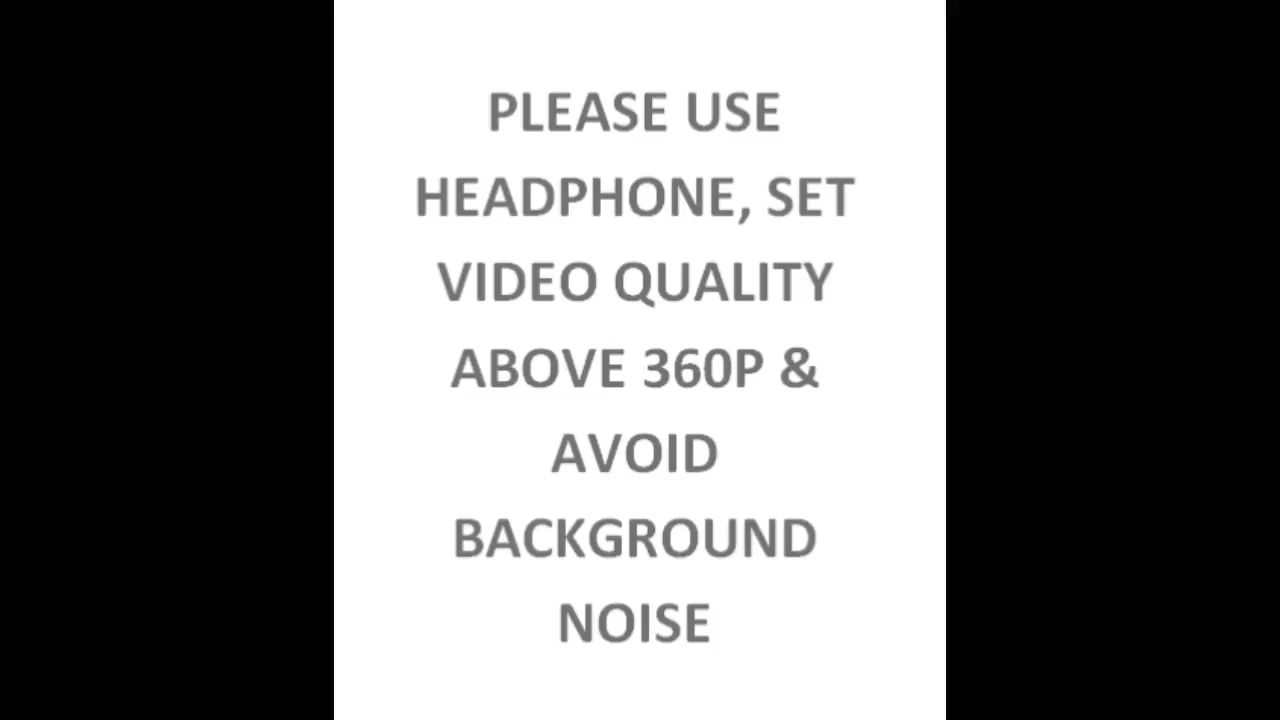 PLEASE USE
HEADPHONE, SET
VIDEO QUALITY
ABOVE 360P &
AVOID
BACKGROUND
NOISE